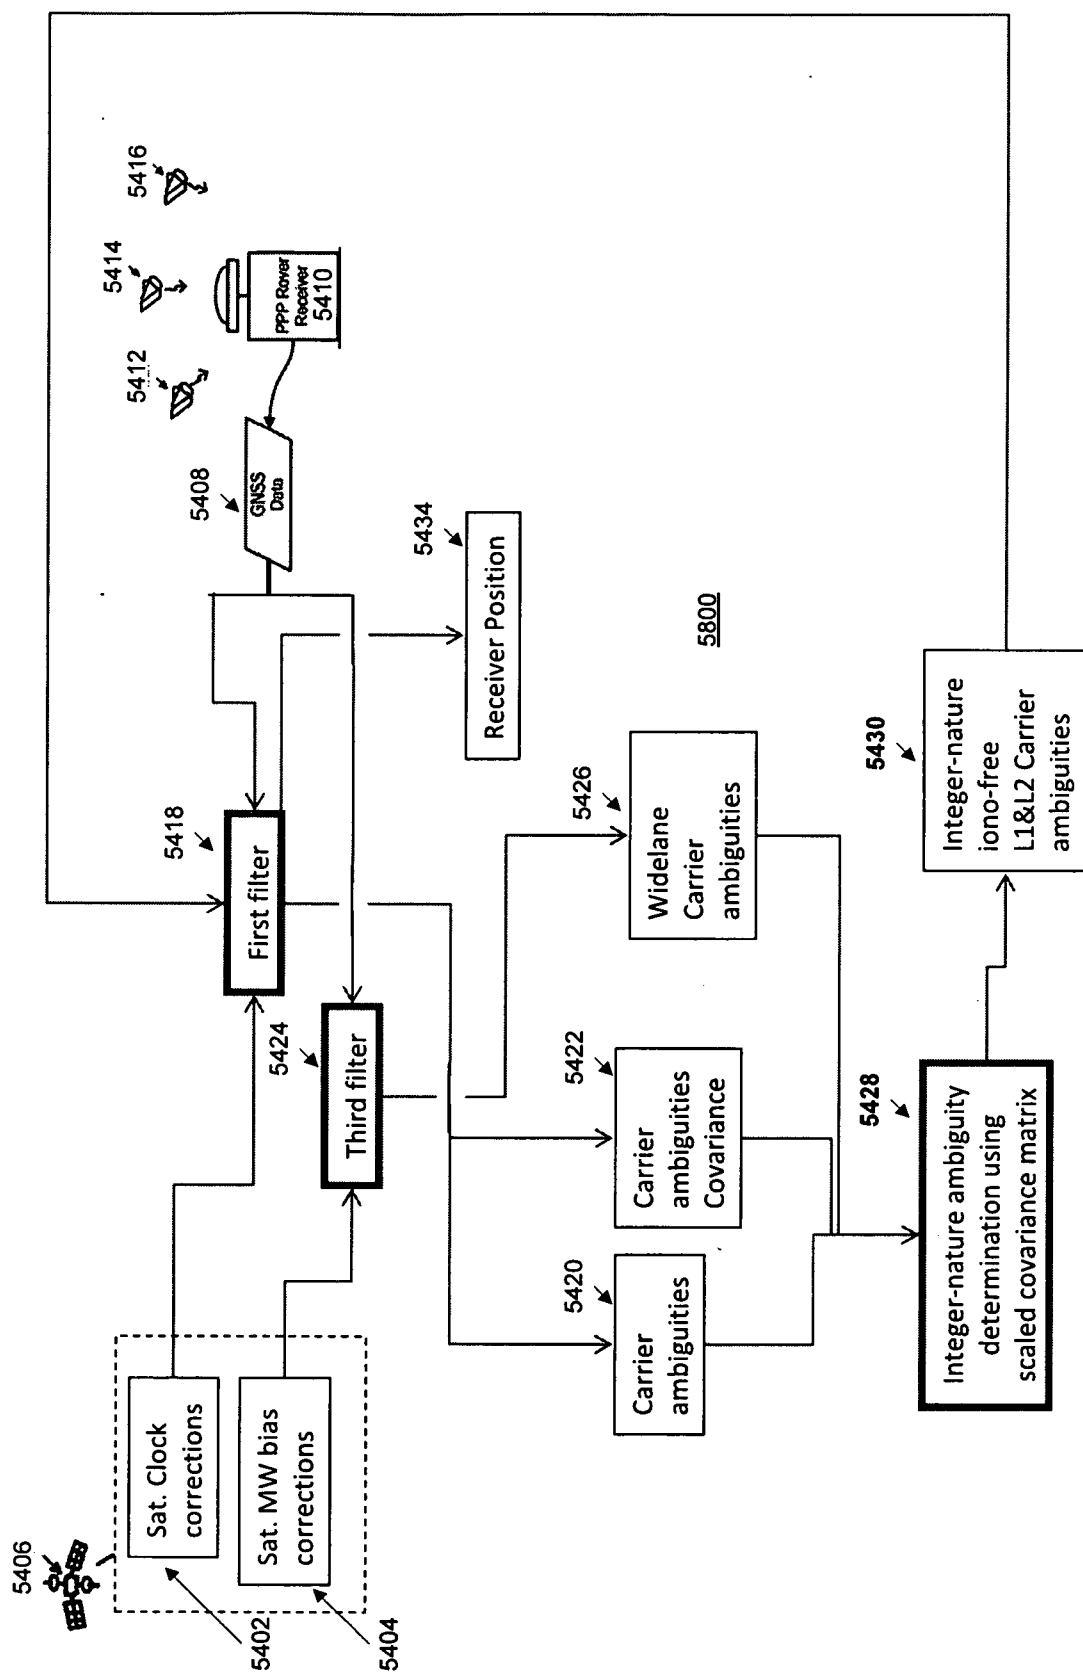 5406
Sat. Clock
corrections
5402
Sat. MW bias
corrections
5404
5418
First filter
5424
Third filter
5408
GNSS
Data
PPP Rover
Receiver
5410
5412
5414
5416
5434
Receiver Position
5420
Carrier
ambiguities
5422
Carrier
ambiguities
Covariance
5426
Widelane
Carrier
ambiguities
5800
5428
Integer-nature ambiguity
determination using
scaled covariance matrix
5430
Integer-nature
iono-free
L1&L2 Carrier
ambiguities